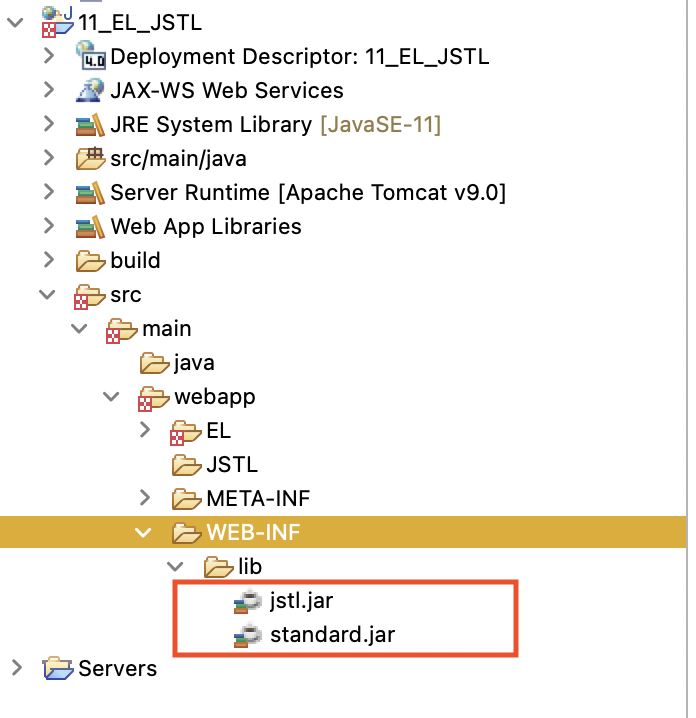 11_EL_JSTL
4.0 Deployment Descriptor: 11_EL_JSTL
JAX-WS Web Services
JRE System Library [JavaSE-11]
src/main/java
Server Runtime [Apache Tomcat v9.0]
Web App Libraries
build
src
main
java
webapp
EL
JSTL
META-INF
WEB-INF
lib
jstl.jar
standard.jar
Servers